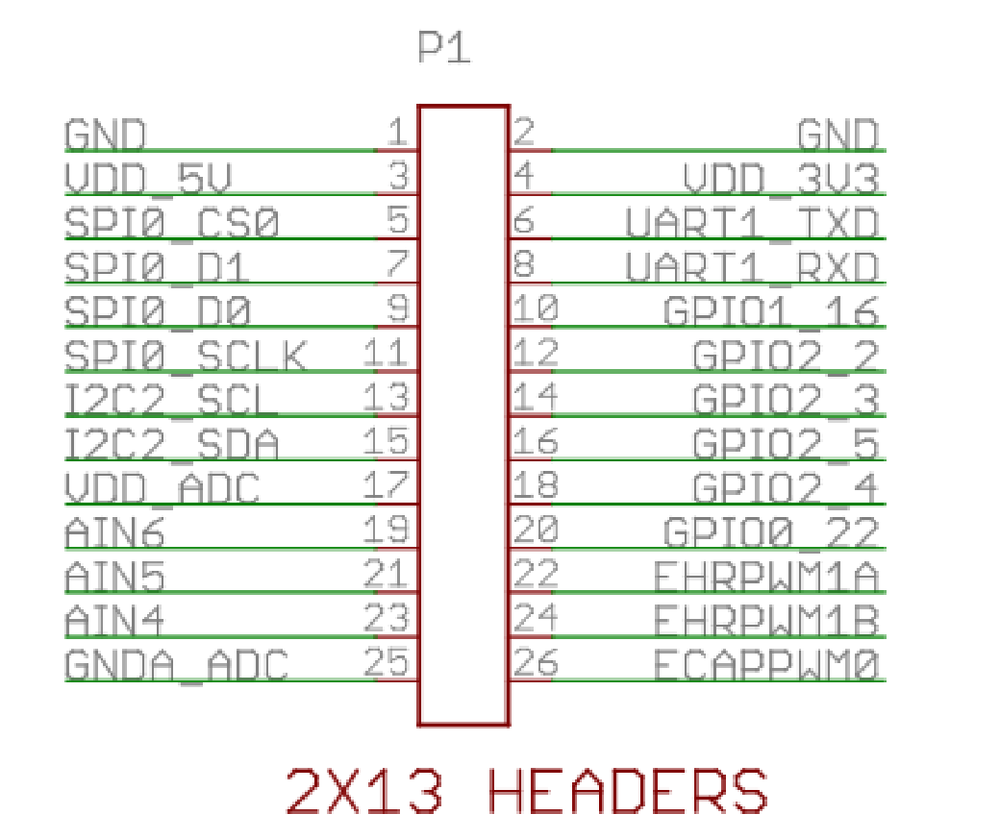 P1
GND 1 2 GND
VDD_5V 3 4 VDD_3V3
SPI0_CS0 5 6 UART1_TXD
SPI0_D1 7 8 UART1_RXD
SPI0_D0 9 10 GPIO1_16
SPI0_SCLK 11 12 GPIO2_2
I2C2_SCL 13 14 GPIO2_3
I2C2_SDA 15 16 GPIO2_5
VDD_ADC 17 18 GPIO2_4
AIN6 19 20 GPIO0_22
AIN5 21 22 EHRPWM1A
AIN4 23 24 EHRPWM1B
GNDA_ADC 25 26 ECAPPWM0
2X13 HEADERS